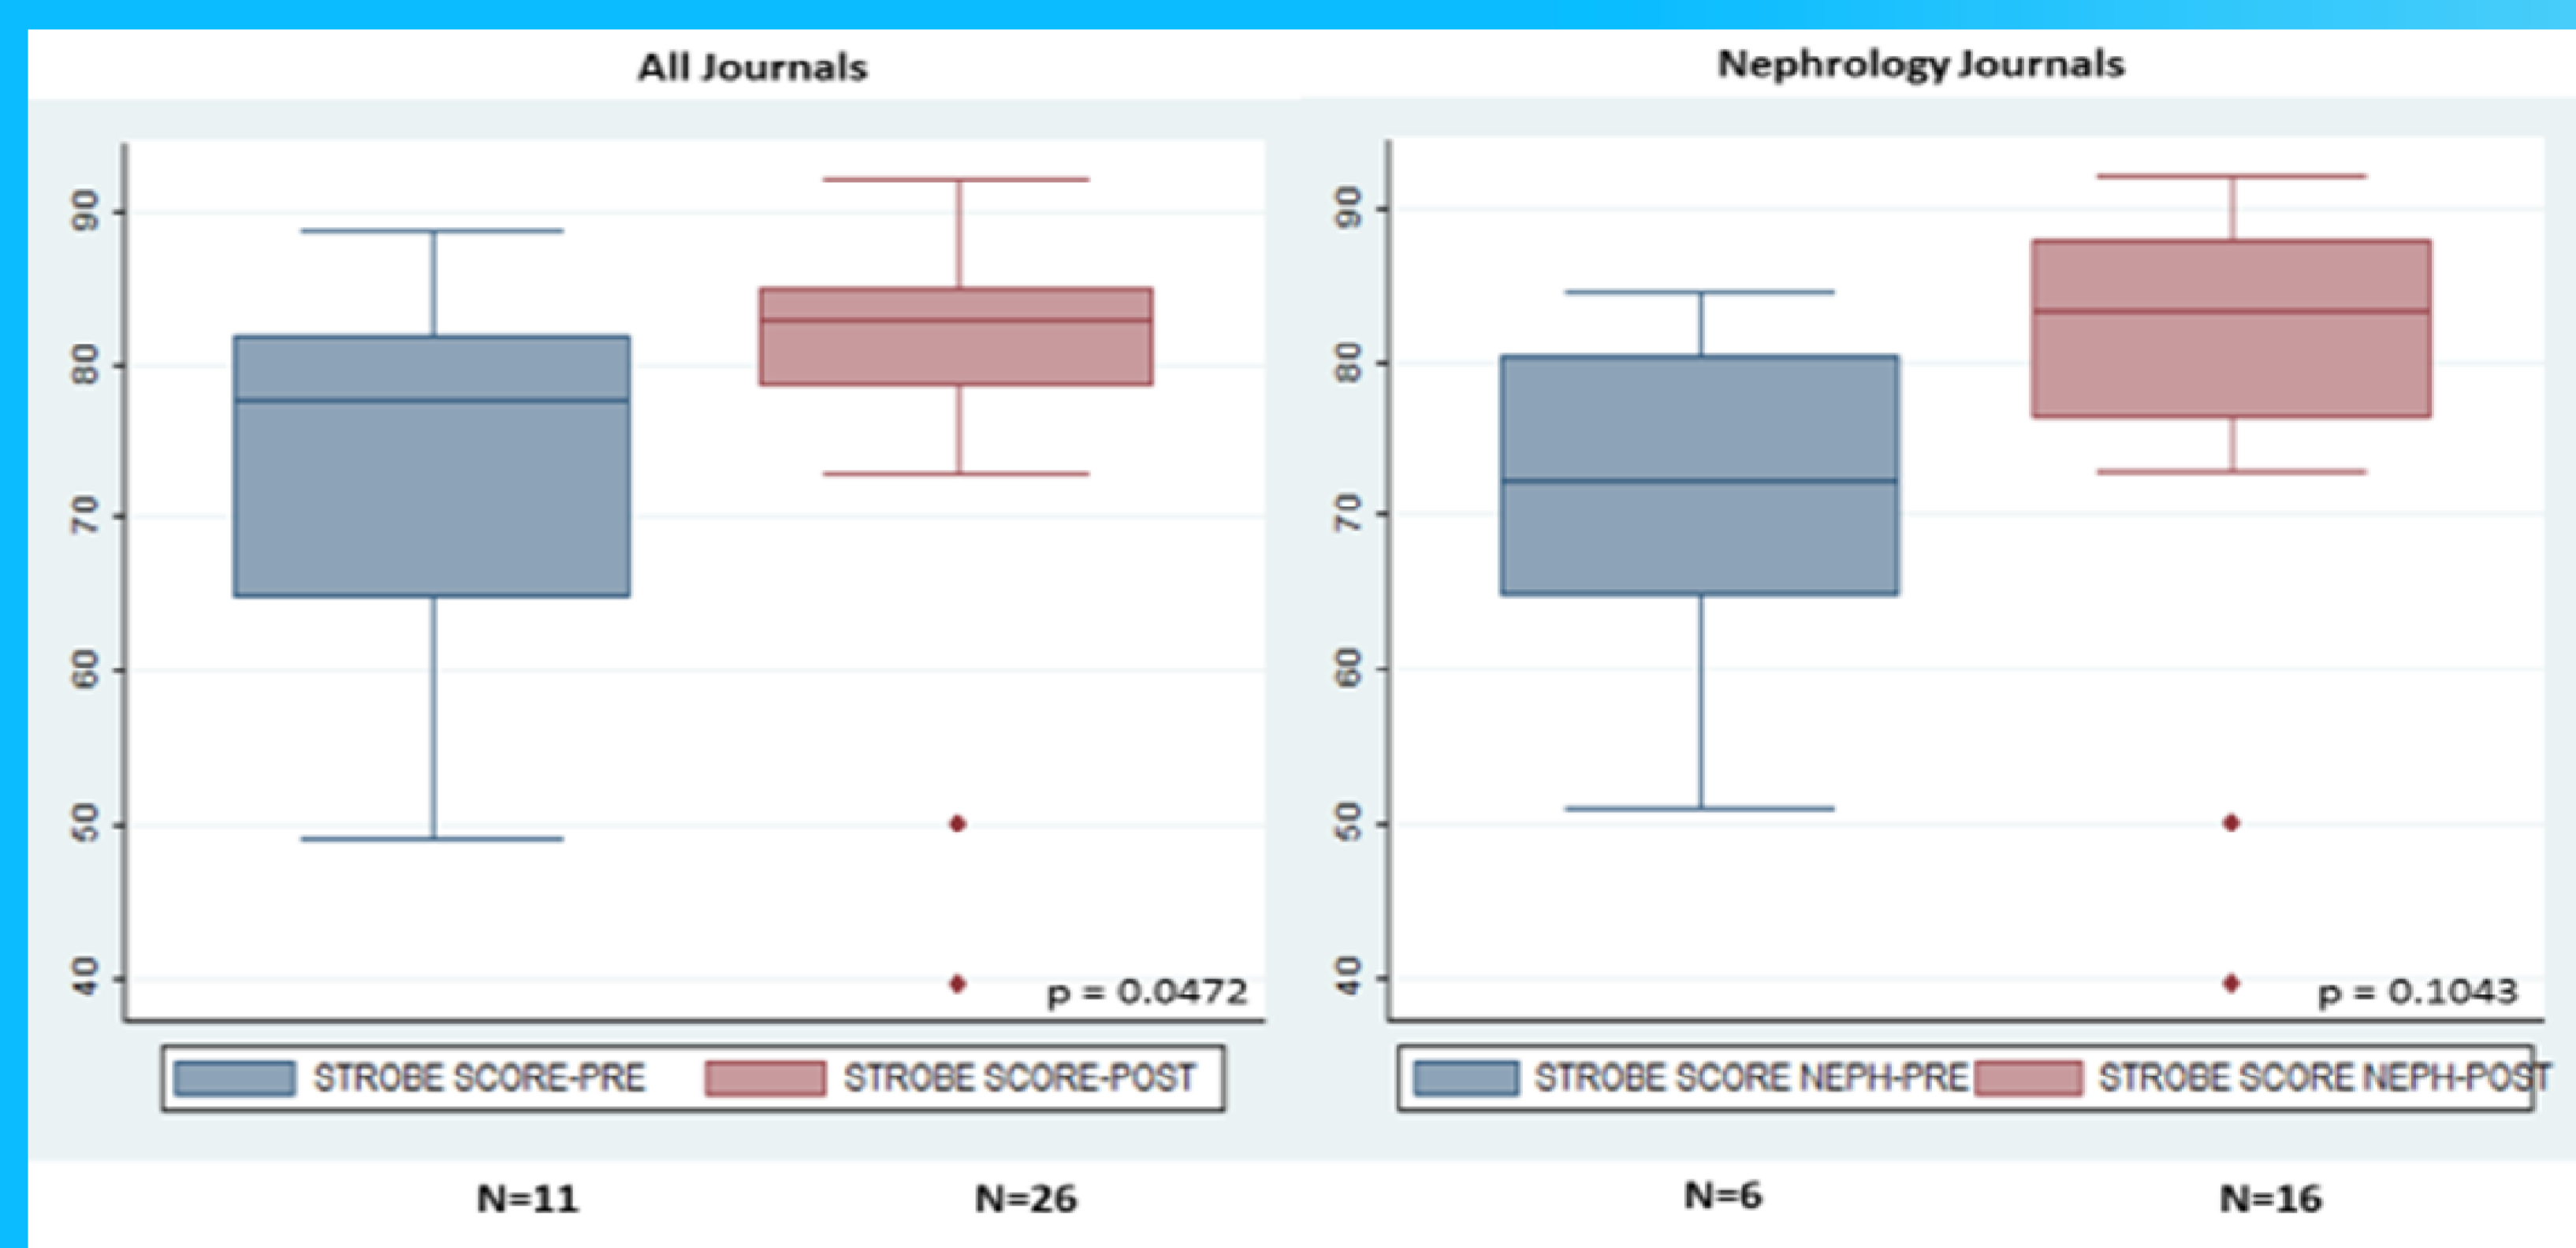 All Journals
90
80
70
60
50
40
p = 0.0472
STROBE SCORE-PRE STROBE SCORE-POST
N=11 N=26
Nephrology Journals
90
80
70
60
50
40
p = 0.1043
STROBE SCORE NEPH-PRE STROBE SCORE NEPH-POST
N=6 N=16